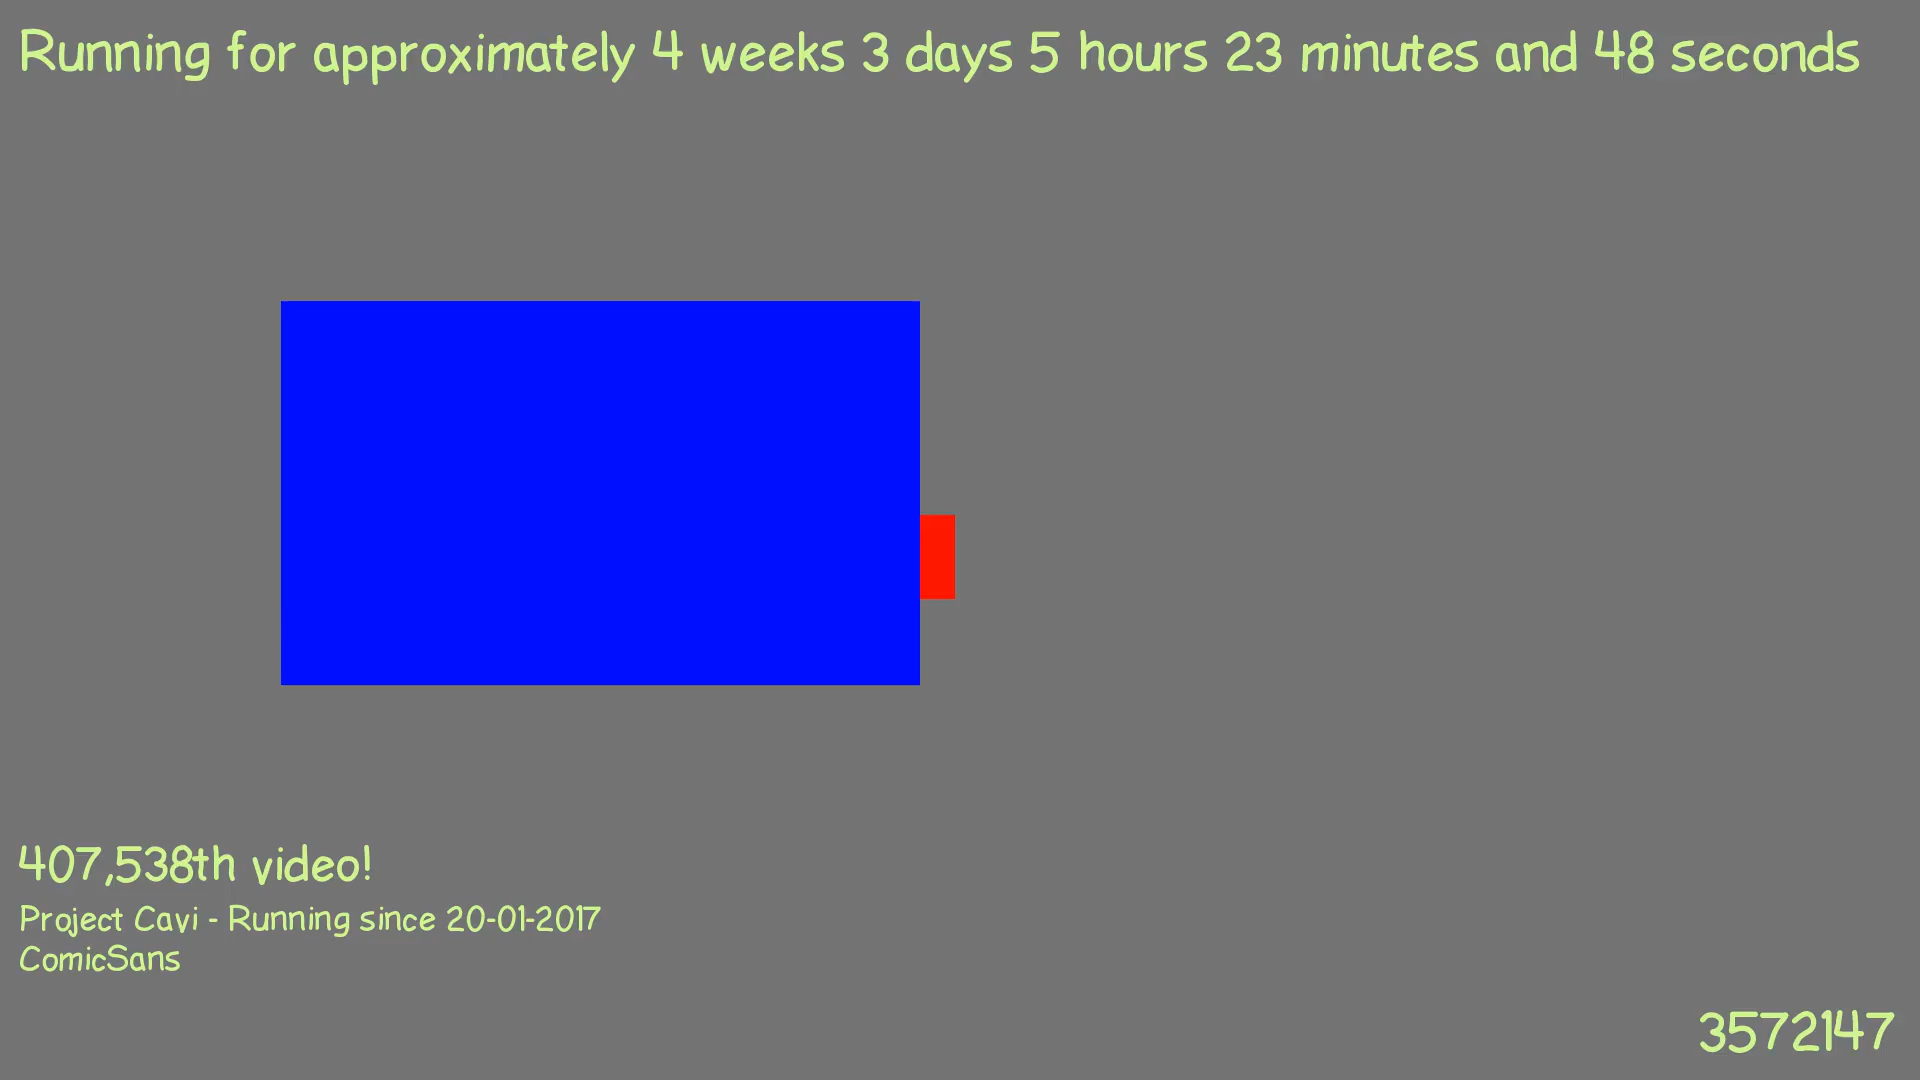 Running for approximately 4 weeks 3 days 5 hours 23 minutes and 48 seconds
407,538th video!
Project Cavi - Running since 20-01-2017
ComicSans
3572147